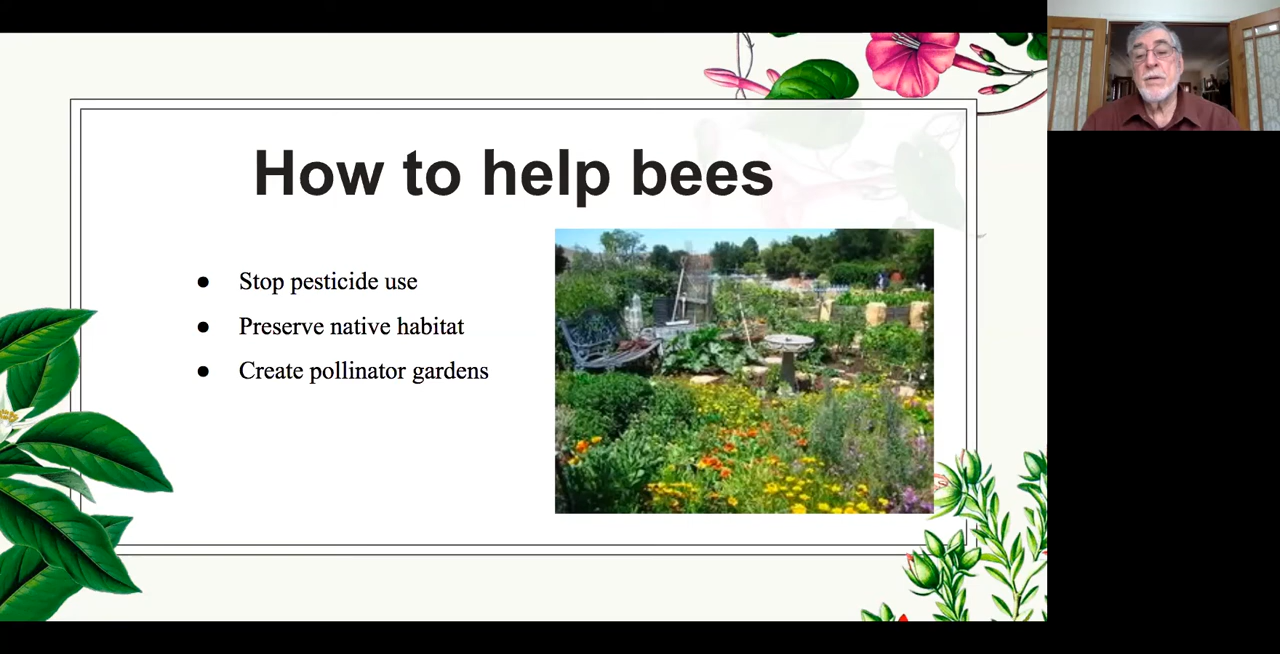 How to help bees
● Stop pesticide use
● Preserve native habitat
● Create pollinator gardens